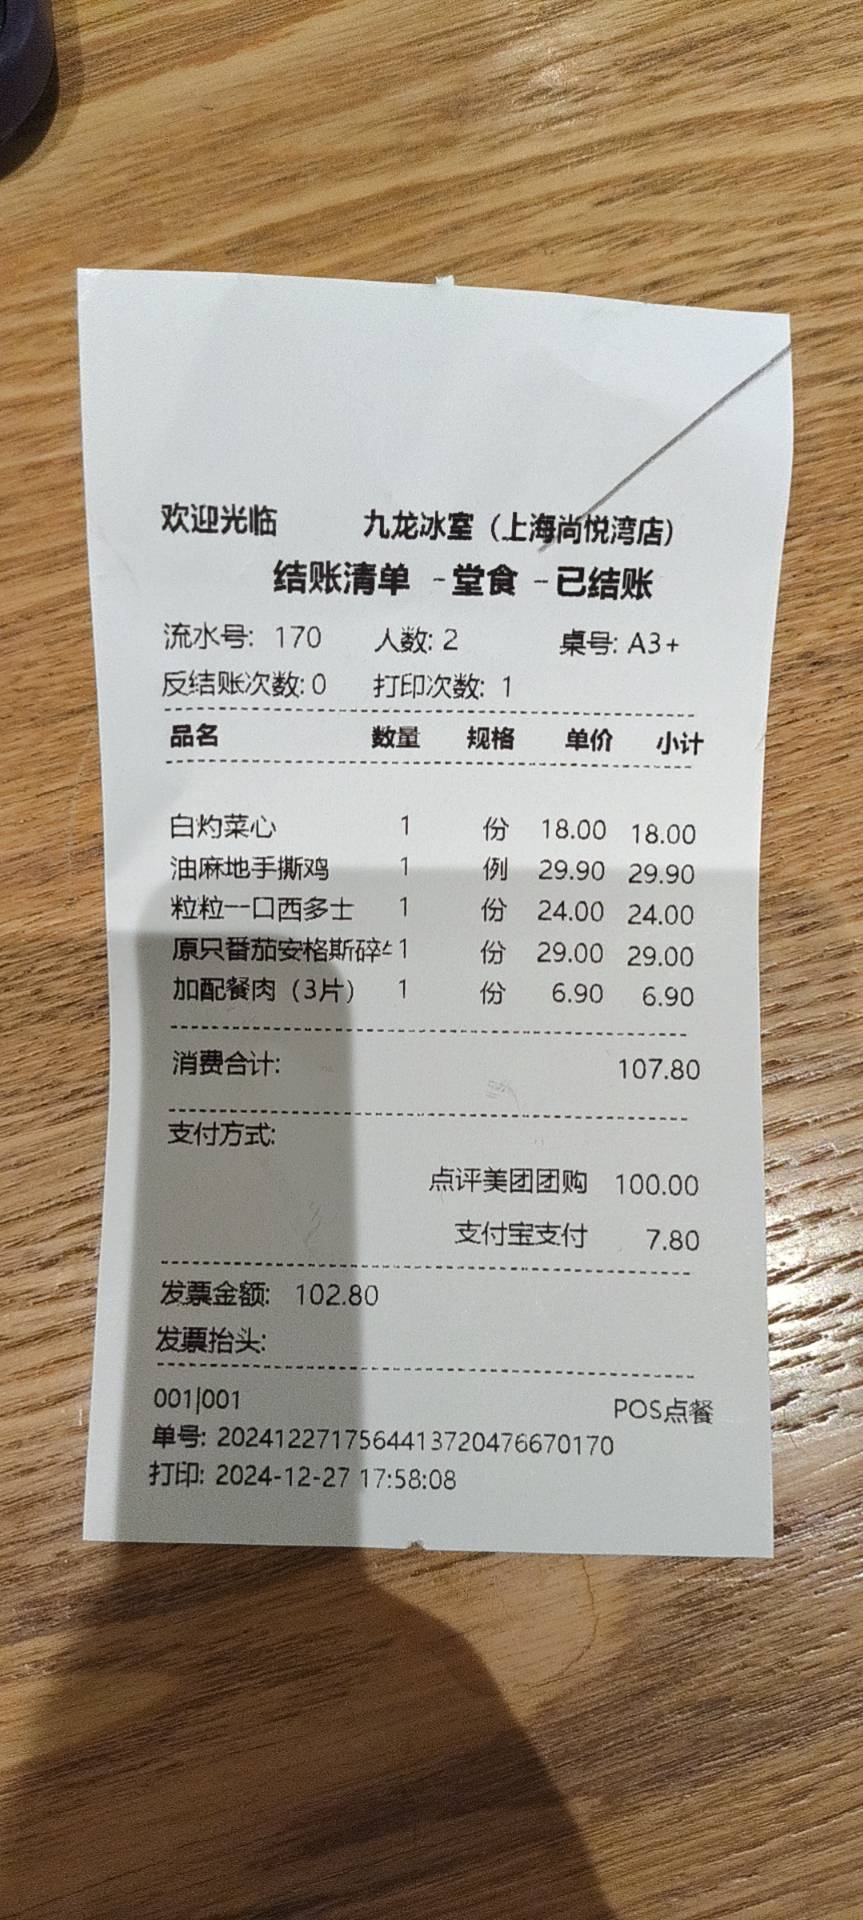 欢迎光临 九龙冰室（上海尚悦湾店）
结账清单 -堂食 -已结账
流水号: 170 人数: 2 桌号: A3+
反结账次数: 0 打印次数: 1
品名 数量 规格 单价 小计
白灼菜心 1 份 18.00 18.00
油麻地手撕鸡 1 例 29.90 29.90
粒粒一口西多士 1 份 24.00 24.00
原只番茄安格斯碎 1 份 29.00 29.00
加配餐肉（3片） 1 份 6.90 6.90
消费合计: 107.80
支付方式:
点评美团团购 100.00
支付宝支付 7.80
发票金额: 102.80
发票抬头:
001|001 POS点餐
单号: 2024122717564413720476670170
打印: 2024-12-27 17:58:08